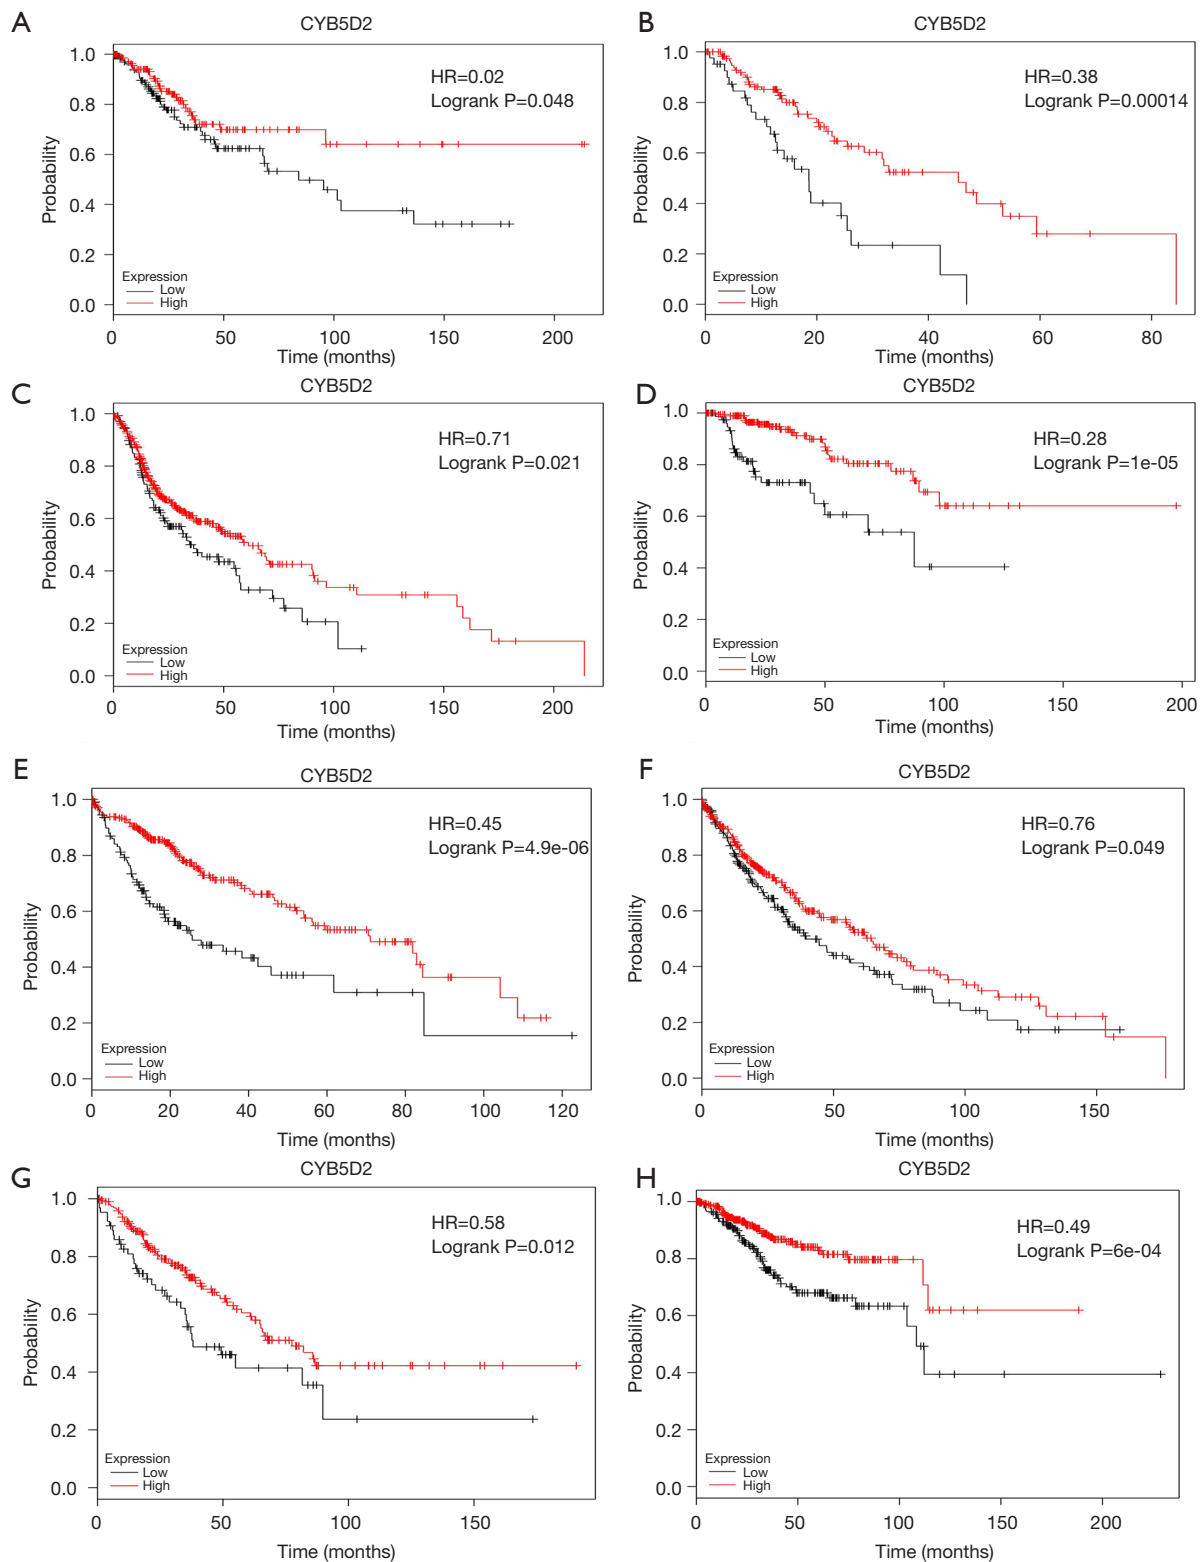 A
CYB5D2
HR=0.02
Logrank P=0.048
Probability
1.0
0.8
0.6
0.4
0.2
0.0
Expression
Low
High
0 50 100 150 200
Time (months)
B
CYB5D2
HR=0.38
Logrank P=0.00014
Probability
1.0
0.8
0.6
0.4
0.2
0.0
Expression
Low
High
0 20 40 60 80
Time (months)
C
CYB5D2
HR=0.71
Logrank P=0.021
Probability
1.0
0.8
0.6
0.4
0.2
0.0
Expression
Low
High
0 50 100 150 200
Time (months)
D
CYB5D2
HR=0.28
Logrank P=1e-05
Probability
1.0
0.8
0.6
0.4
0.2
0.0
Expression
Low
High
0 50 100 150 200
Time (months)
E
CYB5D2
HR=0.45
Logrank P=4.9e-06
Probability
1.0
0.8
0.6
0.4
0.2
0.0
Expression
Low
High
0 20 40 60 80 100 120
Time (months)
F
CYB5D2
HR=0.76
Logrank P=0.049
Probability
1.0
0.8
0.6
0.4
0.2
0.0
Expression
Low
High
0 50 100 150
Time (months)
G
CYB5D2
HR=0.58
Logrank P=0.012
Probability
1.0
0.8
0.6
0.4
0.2
0.0
Expression
Low
High
0 50 100 150
Time (months)
H
CYB5D2
HR=0.49
Logrank P=6e-04
Probability
1.0
0.8
0.6
0.4
0.2
0.0
Expression
Low
High
0 50 100 150 200
Time (months)